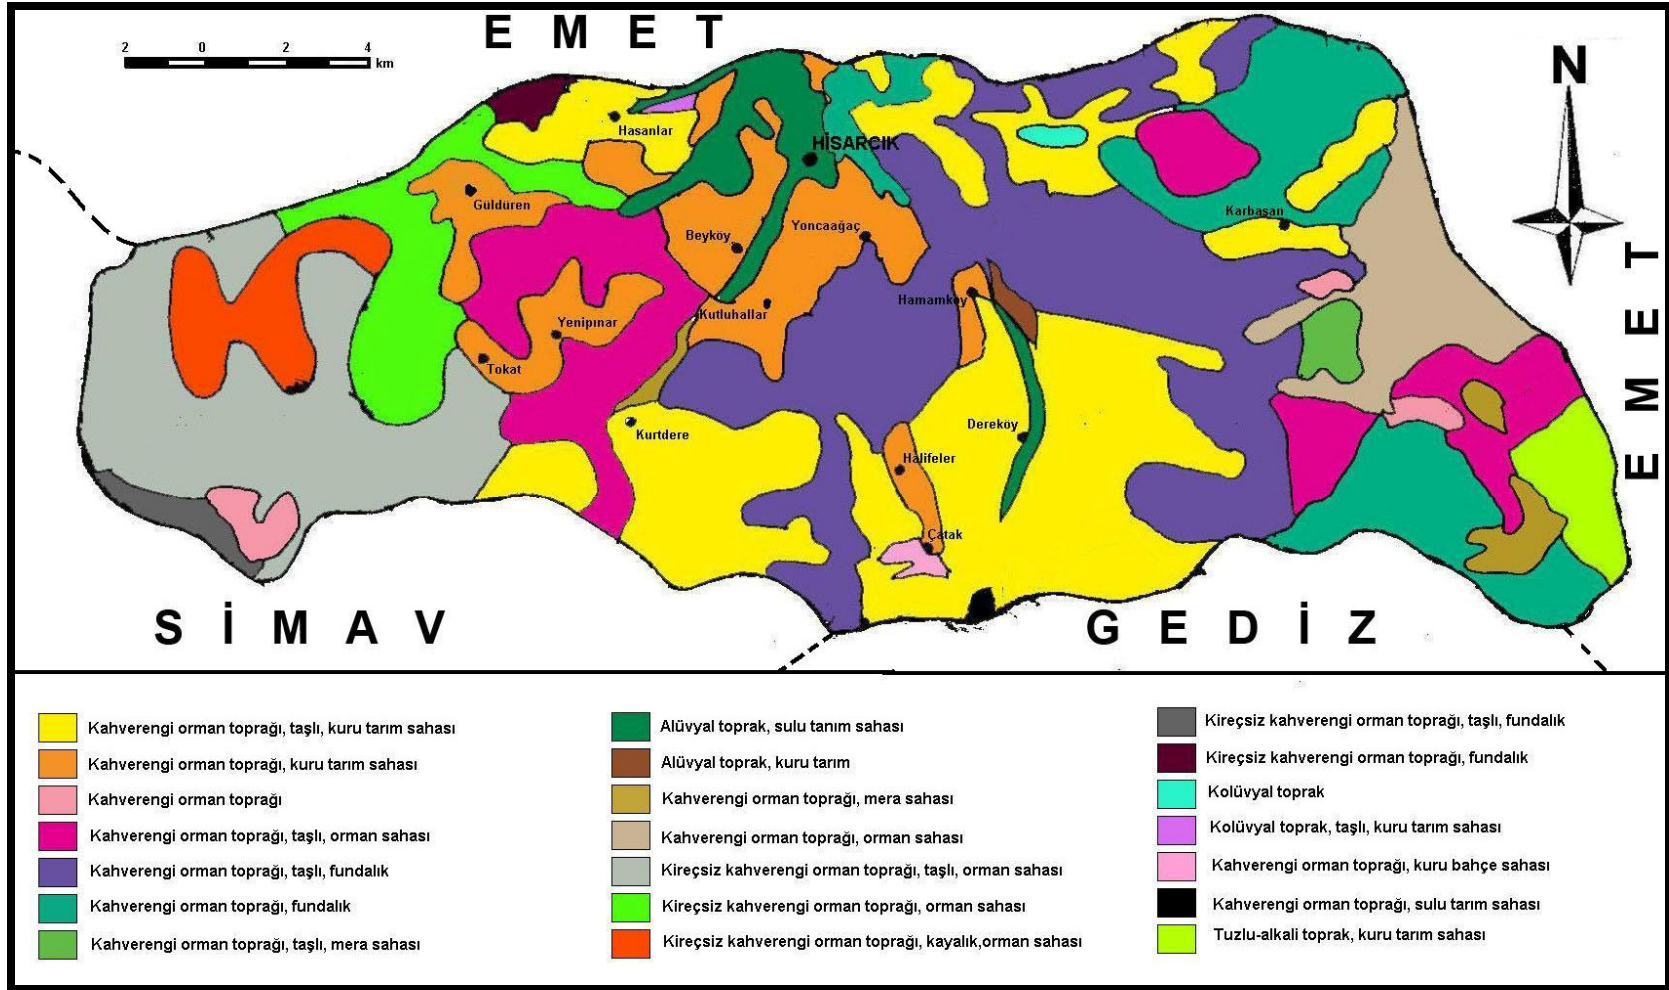 E M E T
2 0 2 4
km
N
Hasanlar
HİSARCIK
Güldüren
Karbasan
Yoncaağaç
Beyköy
E M E T
Hamamköy
Kutluhallar
Yenipınar
Tokat
Dereköy
Kurtdere
Halifeler
Çatak
S İ M A V
G E D İ Z
Kahverengi orman toprağı, taşlı, kuru tarım sahası
Kahverengi orman toprağı, kuru tarım sahası
Kahverengi orman toprağı
Kahverengi orman toprağı, taşlı, orman sahası
Kahverengi orman toprağı, taşlı, fundalık
Kahverengi orman toprağı, fundalık
Kahverengi orman toprağı, taşlı, mera sahası
Alüvyal toprak, sulu tanım sahası
Alüvyal toprak, kuru tarım
Kahverengi orman toprağı, mera sahası
Kahverengi orman toprağı, orman sahası
Kireçsiz kahverengi orman toprağı, taşlı, orman sahası
Kireçsiz kahverengi orman toprağı, orman sahası
Kireçsiz kahverengi orman toprağı, kayalık,orman sahası
Kireçsiz kahverengi orman toprağı, taşlı, fundalık
Kireçsiz kahverengi orman toprağı, fundalık
Kolüvyal toprak
Kolüvyal toprak, taşlı, kuru tarım sahası
Kahverengi orman toprağı, kuru bahçe sahası
Kahverengi orman toprağı, sulu tarım sahası
Tuzlu-alkali toprak, kuru tarım sahası